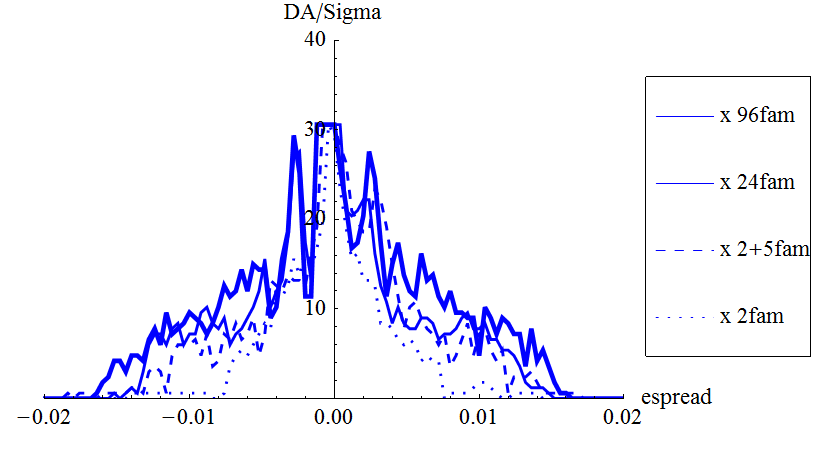 DA/Sigma
40
30
20
10
−0.02
−0.01
0.00
0.01
0.02
espread
x 96fam
x 24fam
x 2+5fam
x 2fam